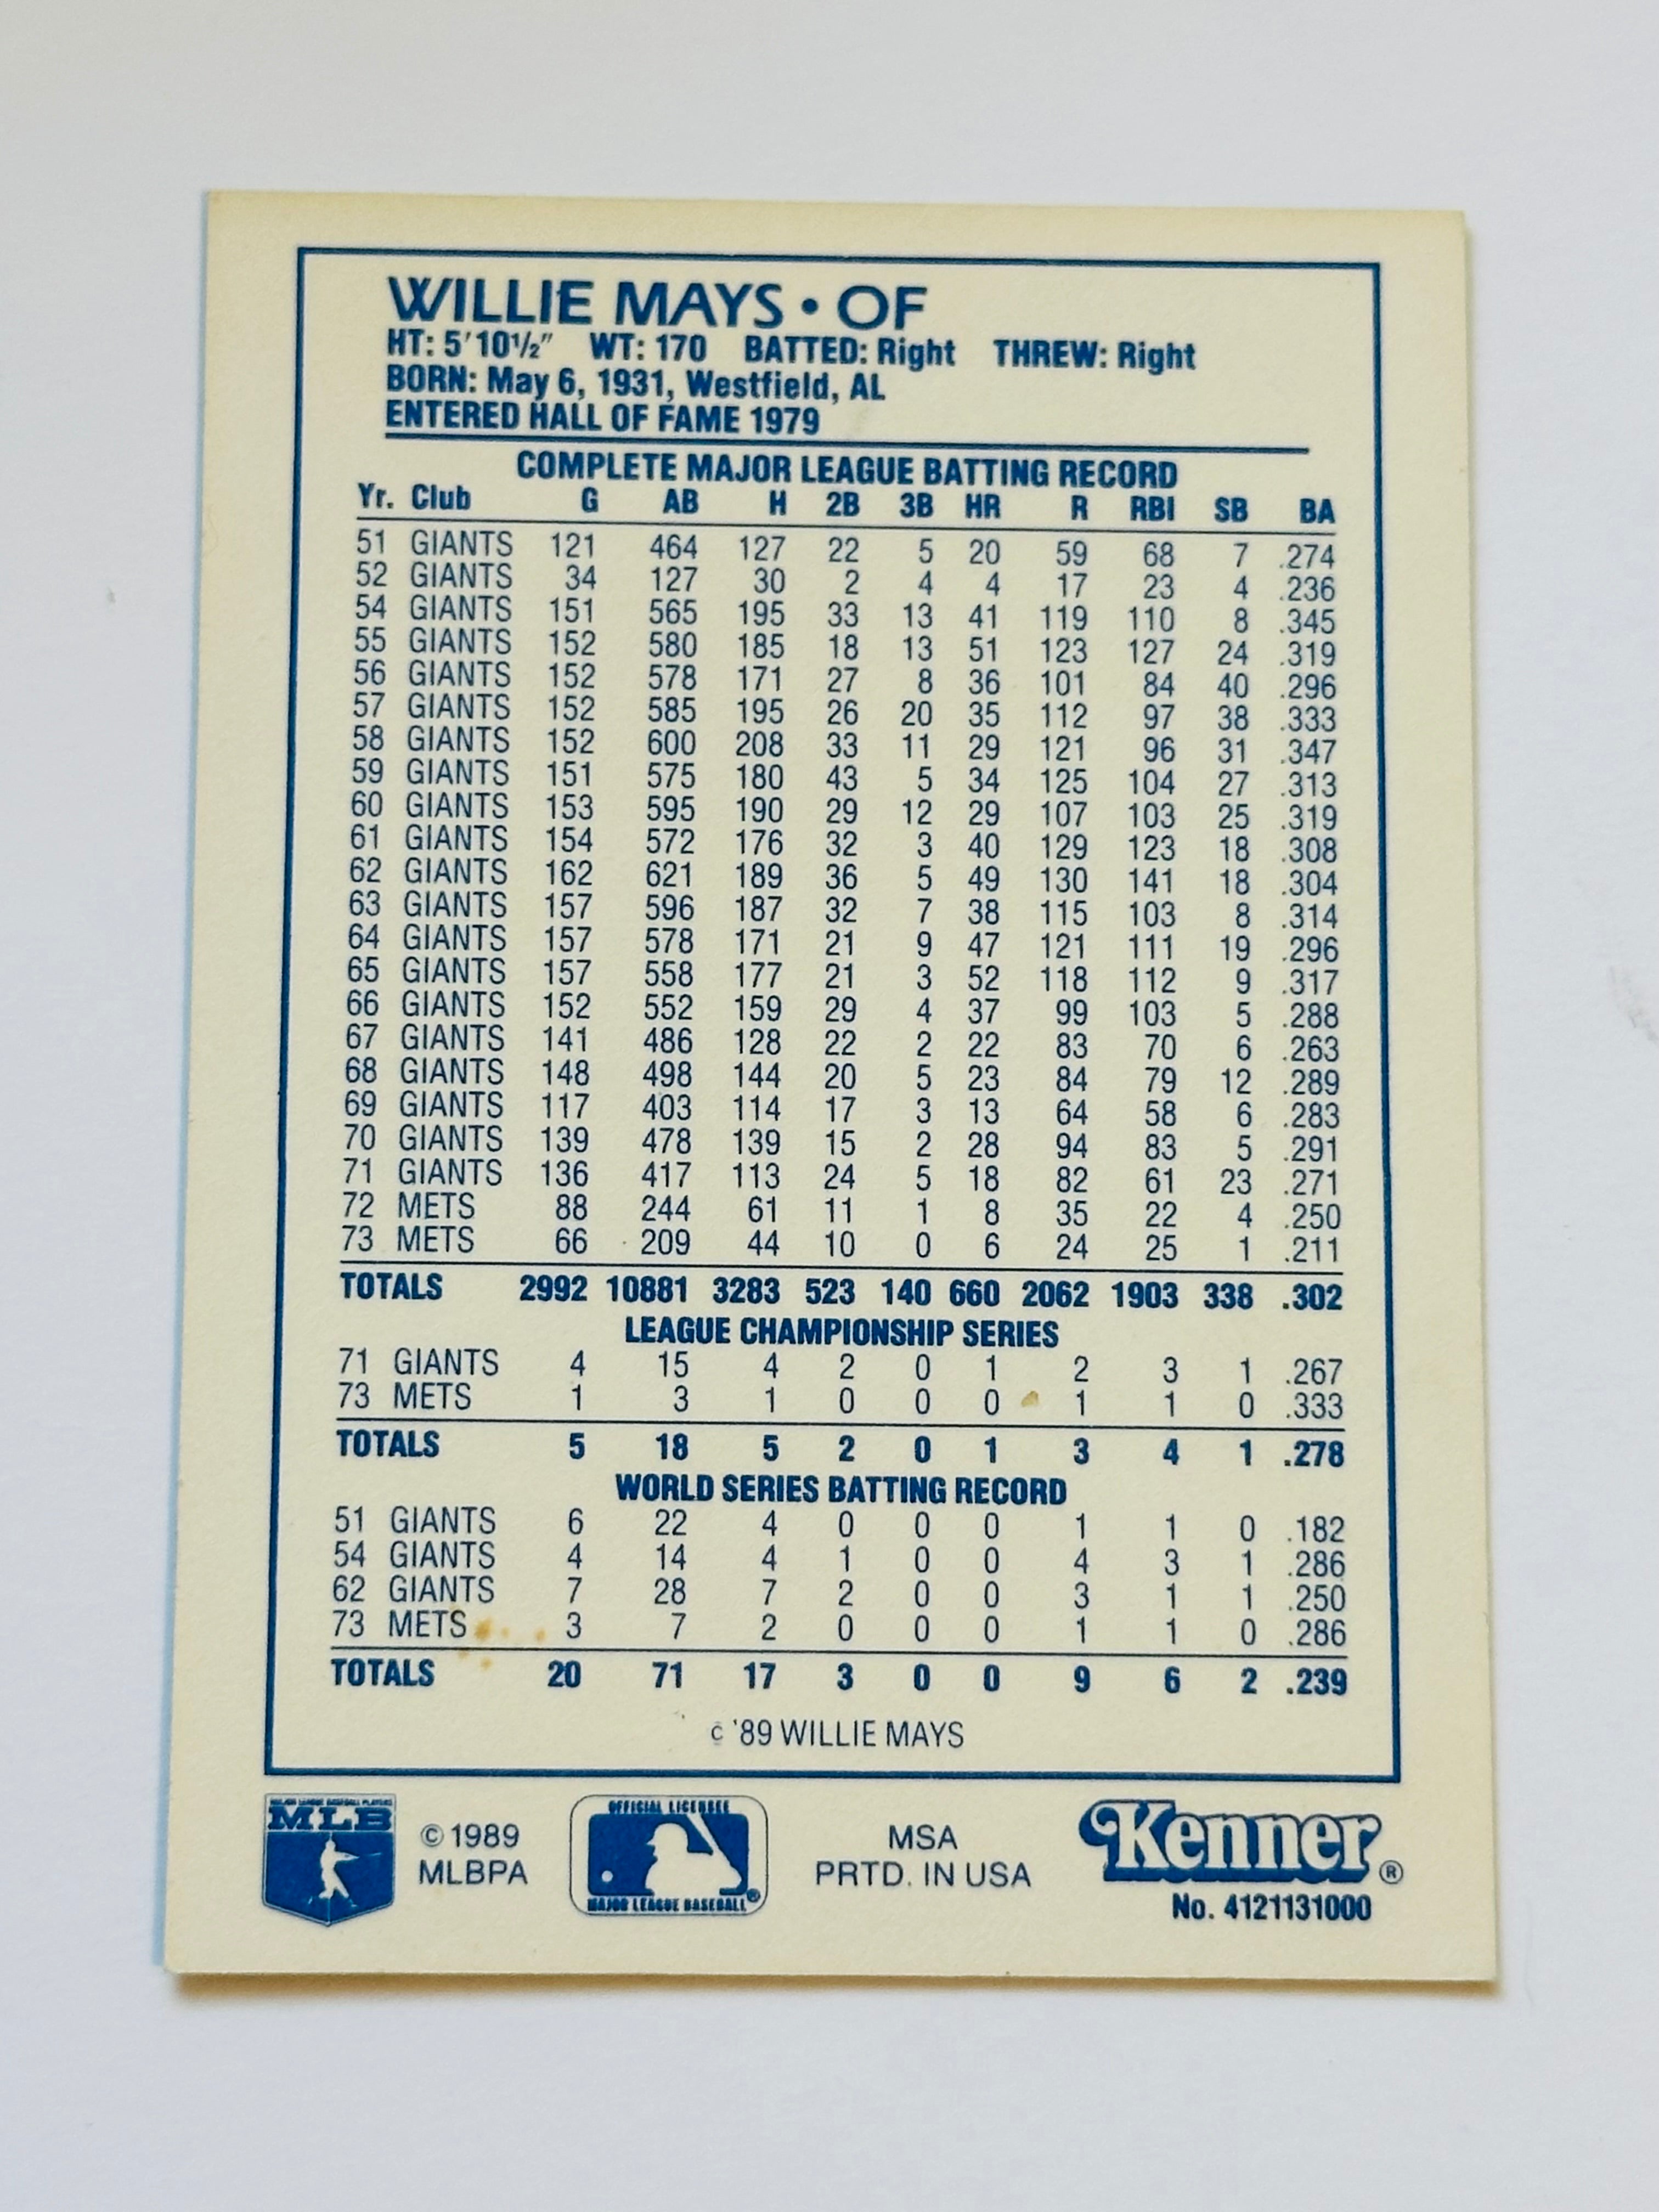 WILLIE MAYS • OF
HT: 5'10½" WT: 170 BATTED: Right THREW: Right
BORN: May 6, 1931, Westfield, AL
ENTERED HALL OF FAME 1979
COMPLETE MAJOR LEAGUE BATTING RECORD
Yr. Club G AB H 2B 3B HR R RBI SB BA
51 GIANTS 121 464 127 22 5 20 59 68 7 .274
52 GIANTS 34 127 30 2 4 4 17 23 4 .236
54 GIANTS 151 565 195 33 13 41 119 110 8 .345
55 GIANTS 152 580 185 18 13 51 123 127 24 .319
56 GIANTS 152 578 171 27 8 36 101 84 40 .296
57 GIANTS 152 585 195 26 20 35 112 97 38 .333
58 GIANTS 152 600 208 33 11 29 121 96 31 .347
59 GIANTS 151 575 180 43 5 34 125 104 27 .313
60 GIANTS 153 595 190 29 12 29 107 103 25 .319
61 GIANTS 154 572 176 32 3 40 129 123 18 .308
62 GIANTS 162 621 189 36 5 49 130 141 18 .304
63 GIANTS 157 596 187 32 7 38 115 103 8 .314
64 GIANTS 157 578 171 21 9 47 121 111 19 .296
65 GIANTS 157 558 177 21 3 52 118 112 9 .317
66 GIANTS 152 552 159 29 4 37 99 103 5 .288
67 GIANTS 141 486 128 22 2 22 83 70 6 .263
68 GIANTS 148 498 144 20 5 23 84 79 12 .289
69 GIANTS 117 403 114 17 3 13 64 58 6 .283
70 GIANTS 139 478 139 15 2 28 94 83 5 .291
71 GIANTS 136 417 113 24 5 18 82 61 23 .271
72 METS 88 244 61 11 1 8 35 22 4 .250
73 METS 66 209 44 10 0 6 24 25 1 .211
TOTALS 2992 10881 3283 523 140 660 2062 1903 338 .302
LEAGUE CHAMPIONSHIP SERIES
71 GIANTS 4 15 4 2 0 1 2 3 1 .267
73 METS 1 3 1 0 0 0 1 1 0 .333
TOTALS 5 18 5 2 0 1 3 4 1 .278
WORLD SERIES BATTING RECORD
51 GIANTS 6 22 4 0 0 0 1 1 0 .182
54 GIANTS 4 14 4 1 0 0 4 3 1 .286
62 GIANTS 7 28 7 2 0 0 3 1 1 .250
73 METS 3 7 2 0 0 0 1 1 0 .286
TOTALS 20 71 17 3 0 0 9 6 2 .239
c '89 WILLIE MAYS
MAJOR LEAGUE BASEBALL PLAYERS
MLB
© 1989
MLBPA
OFFICIAL LICENSEE
MAJOR LEAGUE BASEBALL®
MSA
PRTD. IN USA
Kenner®
No. 4121131000